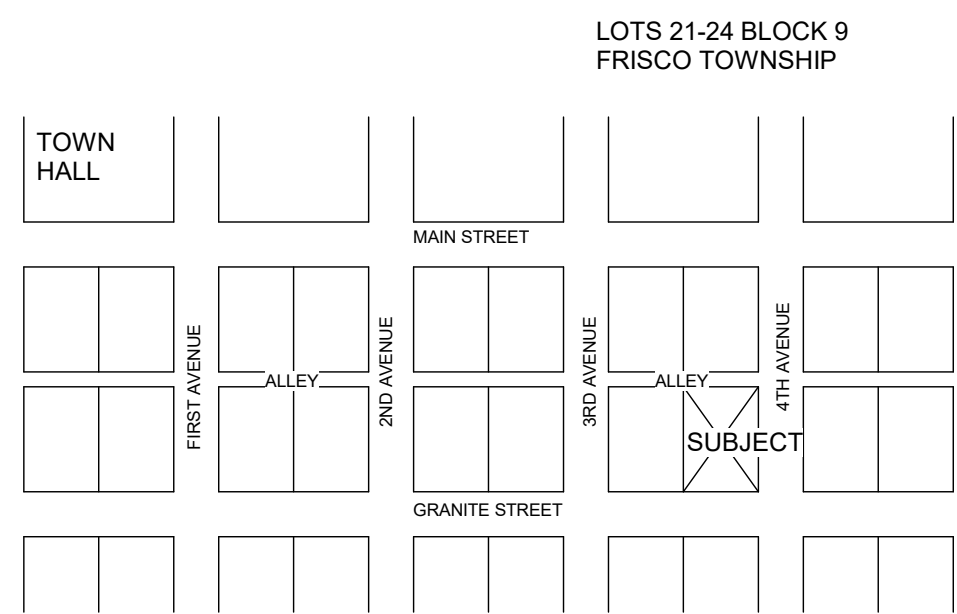 LOTS 21-24 BLOCK 9
FRISCO TOWNSHIP
TOWN
HALL
MAIN STREET
FIRST AVENUE
2ND AVENUE
3RD AVENUE
4TH AVENUE
ALLEY
ALLEY
SUBJECT
GRANITE STREET